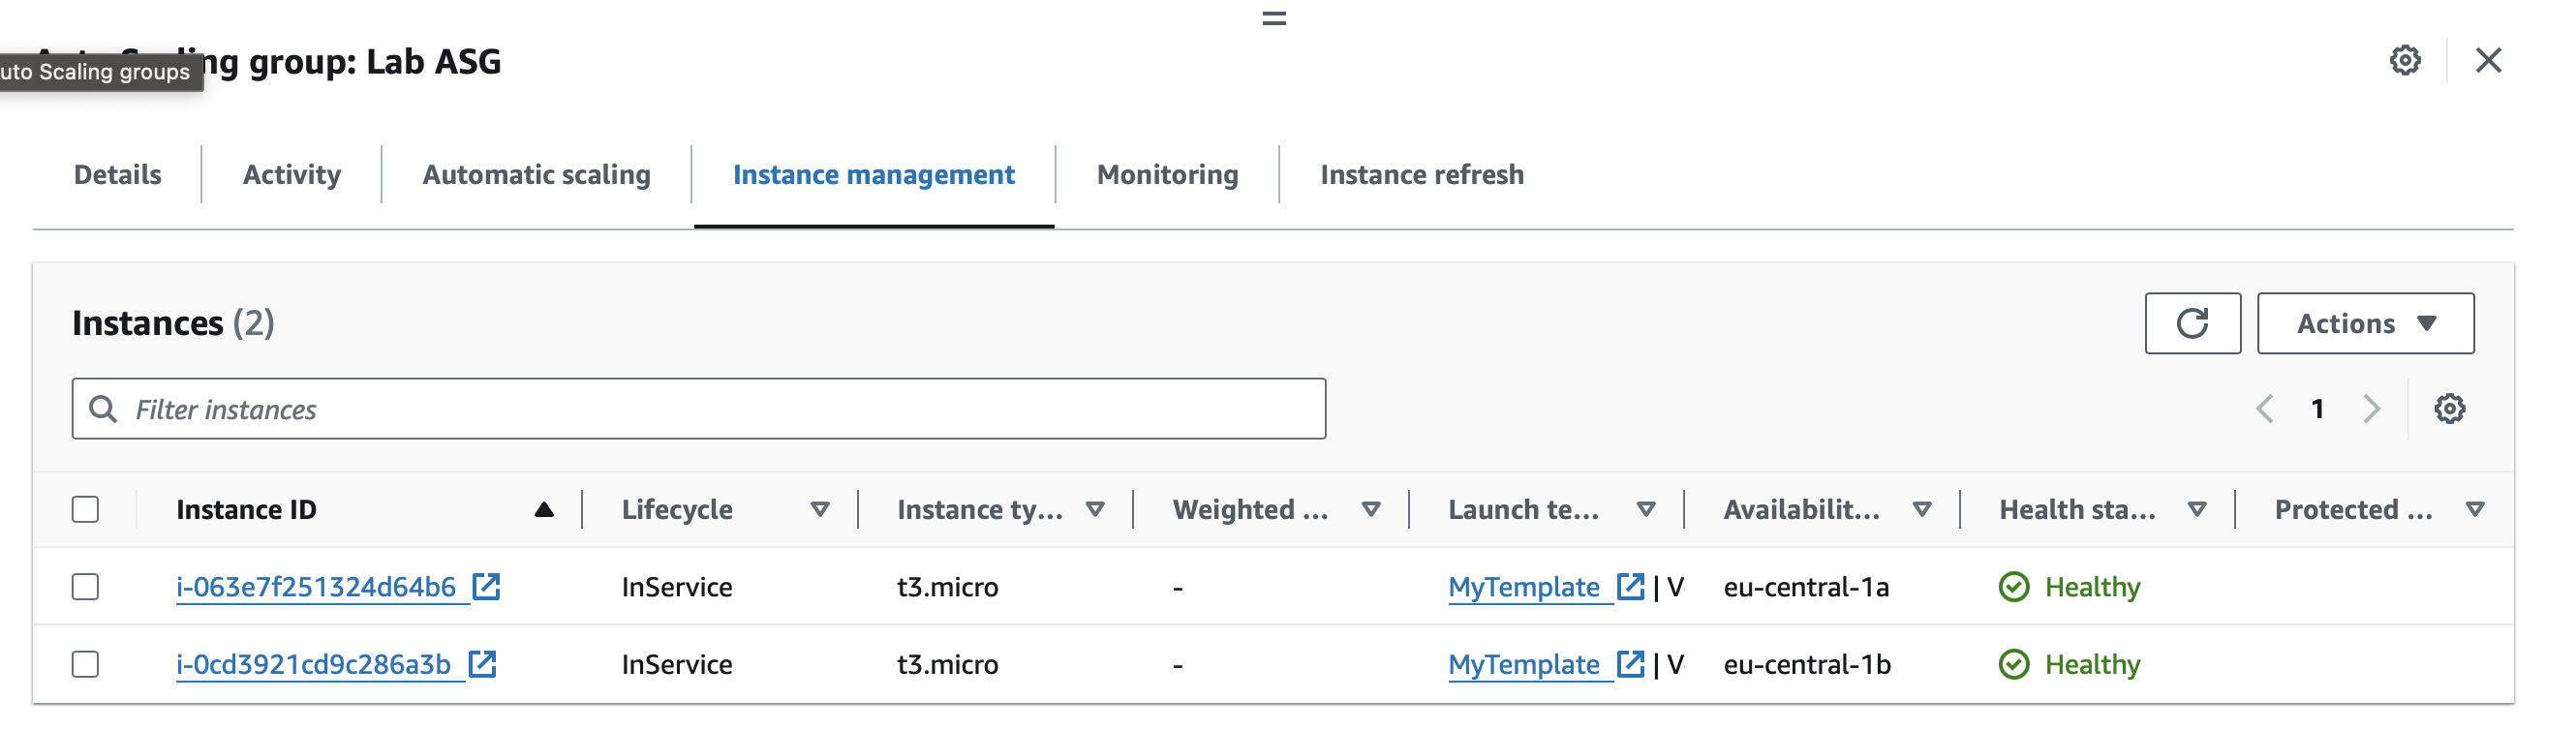 uto Scaling groups
ng group: Lab ASG
Details Activity Automatic scaling Instance management Monitoring Instance refresh
Instances (2)
Actions
Filter instances
1
Instance ID Lifecycle Instance ty... Weighted ... Launch te... Availabilit... Health sta... Protected ...
i-063e7f251324d64b6 InService t3.micro - MyTemplate | V eu-central-1a Healthy
i-0cd3921cd9c286a3b InService t3.micro - MyTemplate | V eu-central-1b Healthy